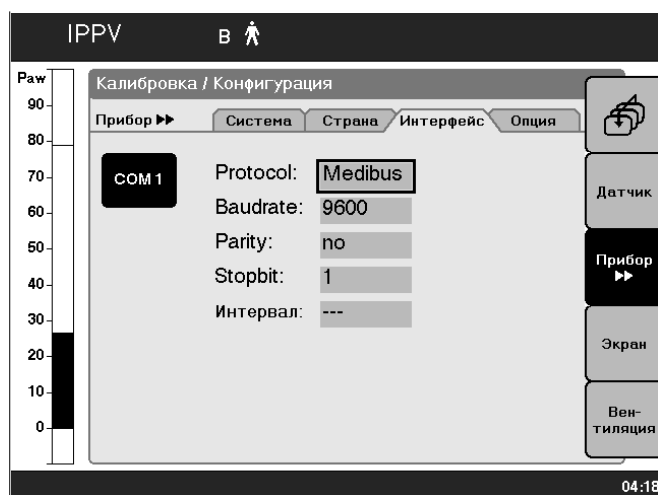 IPPV В
Paw
90
80
70
60
50
40
30
20
10
0
Калибровка / Конфигурация
Прибор ▶▶ Система Страна Интерфейс Опция
COM 1
Protocol: Medibus
Baudrate: 9600
Parity: no
Stopbit: 1
Интервал: ---
Датчик
Прибор
▶▶
Экран
Вен-
тиляция
04:18